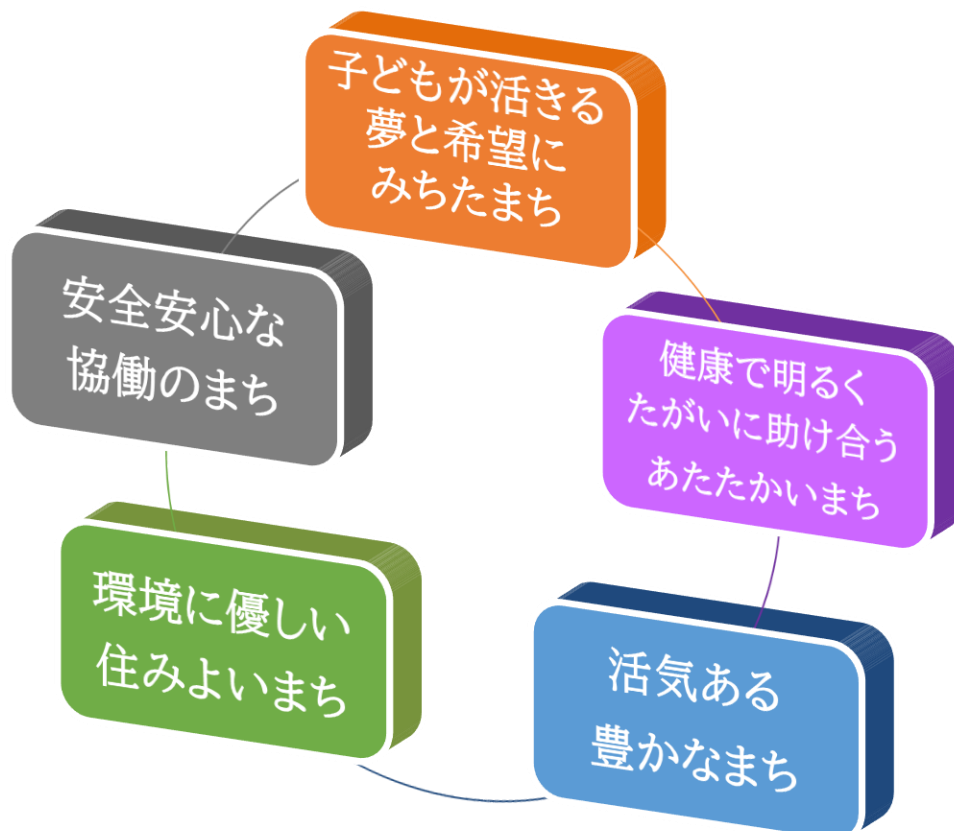 子どもが活きる
夢と希望に
みちたまち
健康で明るく
たがいに助け合う
あたたかいまち
活気ある
豊かなまち
環境に優しい
住みよいまち
安全安心な
協働のまち